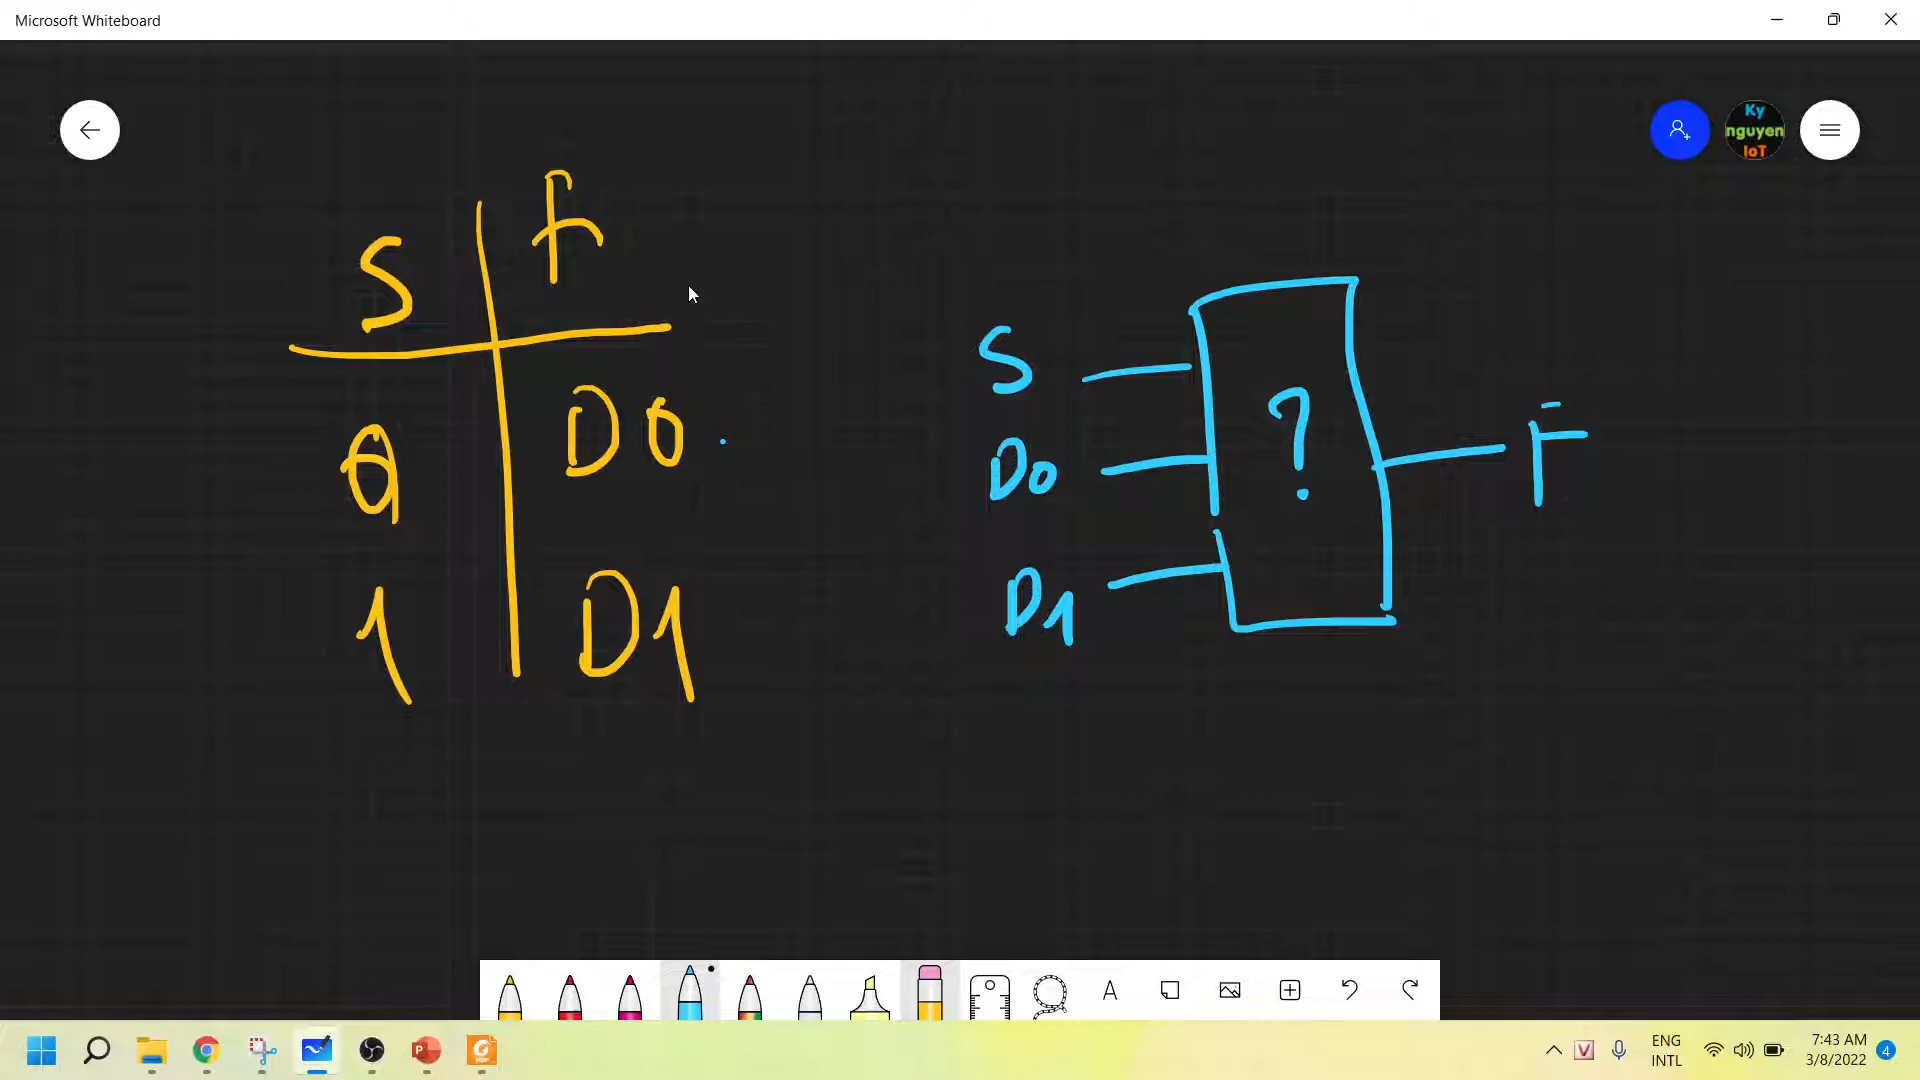 Microsoft Whiteboard
Ky
nguyen
IoT
S F
0 D0
1 D1
S
D0
D1
?
F
A
ENG
INTL
7:43 AM
3/8/2022
4